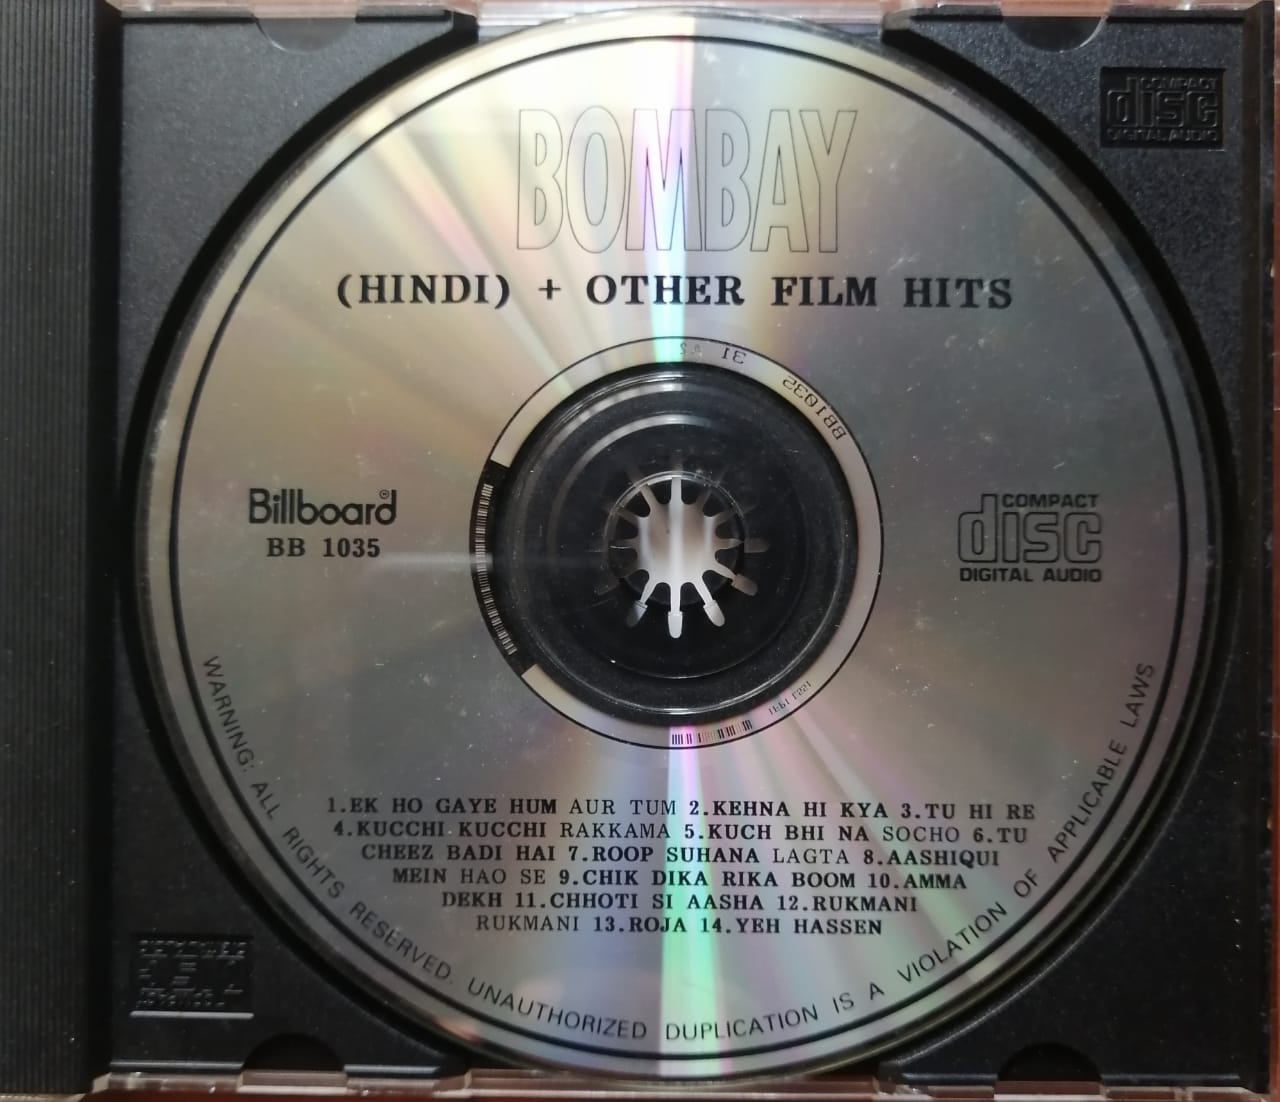 BOMBAY
(HINDI) + OTHER FILM HITS
COMPACT
disc
DIGITAL AUDIO
31
BB1035
Billboard®
BB 1035
COMPACT
disc
DIGITAL AUDIO
1.EK HO GAYE HUM AUR TUM 2.KEHNA HI KYA 3.TU HI RE
4.KUCCHI KUCCHI RAKKAMA 5.KUCH BHI NA SOCHO 6.TU
CHEEZ BADI HAI 7.ROOP SUHANA LAGTA 8.AASHIQUI
MEIN HAO SE 9.CHIK DIKA RIKA BOOM 10.AMMA
DEKH 11.CHHOTI SI AASHA 12.RUKMANI
RUKMANI 13.ROJA 14.YEH HASSEN
WARNING: ALL RIGHTS RESERVED. UNAUTHORIZED DUPLICATION IS A VIOLATION OF APPLICABLE LAWS